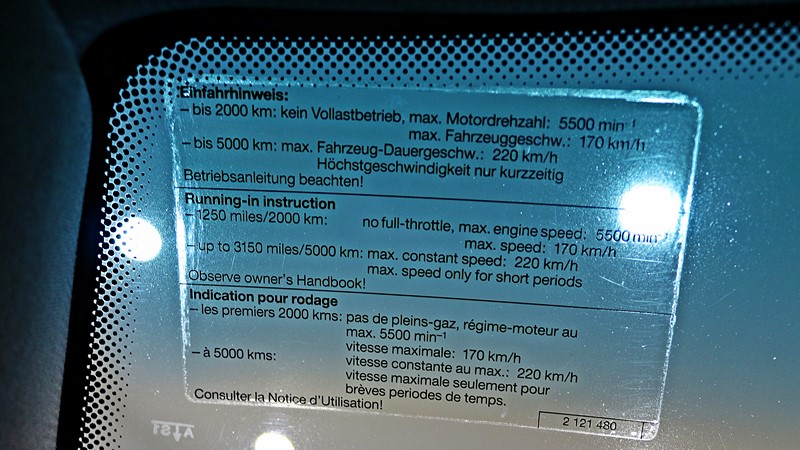 Einfahrhinweis:
– bis 2000 km: kein Vollastbetrieb, max. Motordrehzahl: 5500 min⁻¹
max. Fahrzeuggeschw.: 170 km/h
– bis 5000 km: max. Fahrzeug-Dauergeschw.: 220 km/h
Höchstgeschwindigkeit nur kurzzeitig
Betriebsanleitung beachten!
Running-in instruction
– 1250 miles/2000 km: no full-throttle, max. engine speed: 5500 min⁻¹
max. speed: 170 km/h
– up to 3150 miles/5000 km: max. constant speed: 220 km/h
max. speed only for short periods
Observe owner's Handbook!
Indication pour rodage
– les premiers 2000 kms: pas de pleins-gaz, régime-moteur au
max. 5500 min⁻¹
vitesse maximale: 170 km/h
– à 5000 kms: vitesse constante au max.: 220 km/h
vitesse maximale seulement pour
brèves periodes de temps.
Consulter la Notice d'Utilisation!
2 121 480